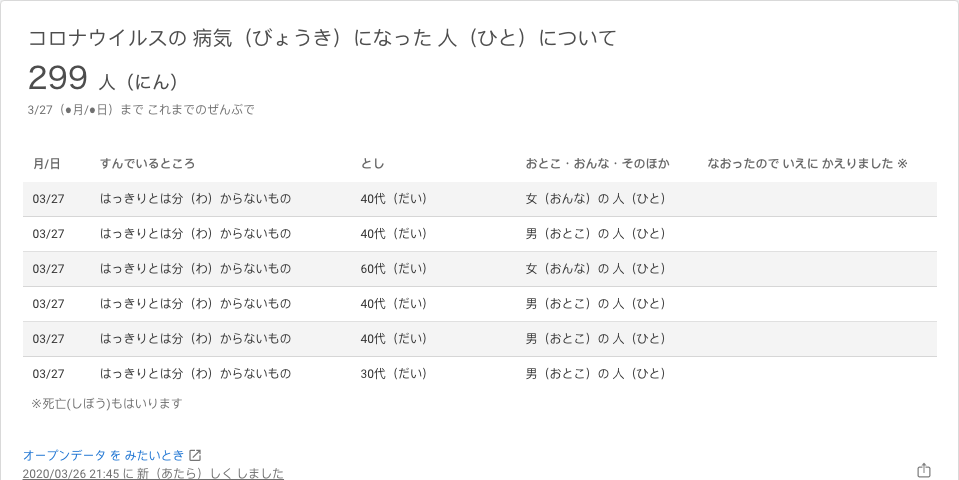 コロナウイルスの 病気（びょうき）になった 人（ひと）について
299 人（にん）
3/27（●月/●日）まで これまでのぜんぶで
月/日 すんでいるところ とし おとこ・おんな・そのほか なおったので いえに かえりました ※
03/27 はっきりとは分（わ）からないもの 40代（だい） 女（おんな）の 人（ひと）
03/27 はっきりとは分（わ）からないもの 40代（だい） 男（おとこ）の 人（ひと）
03/27 はっきりとは分（わ）からないもの 60代（だい） 女（おんな）の 人（ひと）
03/27 はっきりとは分（わ）からないもの 40代（だい） 男（おとこ）の 人（ひと）
03/27 はっきりとは分（わ）からないもの 40代（だい） 男（おとこ）の 人（ひと）
03/27 はっきりとは分（わ）からないもの 30代（だい） 男（おとこ）の 人（ひと）
※死亡(しぼう)もはいります
オープンデータ を みたいとき
2020/03/26 21:45 に 新（あたら）しく しました